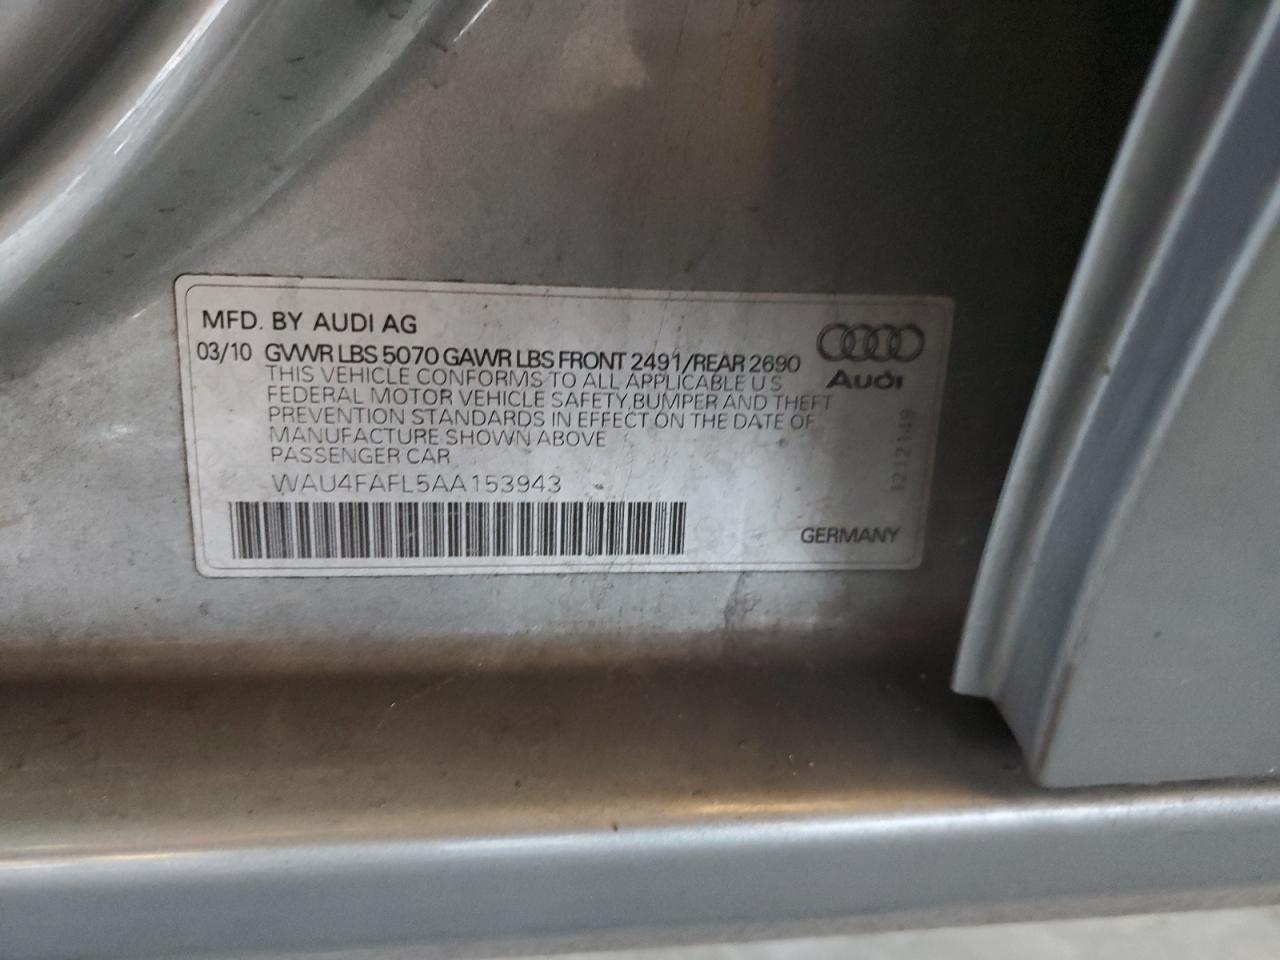 MFD. BY AUDI AG
03/10 GVWR LBS 5070 GAWR LBS FRONT 2491/REAR 2690
THIS VEHICLE CONFORMS TO ALL APPLICABLE U S
FEDERAL MOTOR VEHICLE SAFETY, BUMPER AND THEFT
PREVENTION STANDARDS IN EFFECT ON THE DATE OF
MANUFACTURE SHOWN ABOVE
PASSENGER CAR
WAU4FAFL5AA153943
Audi
1212149
GERMANY